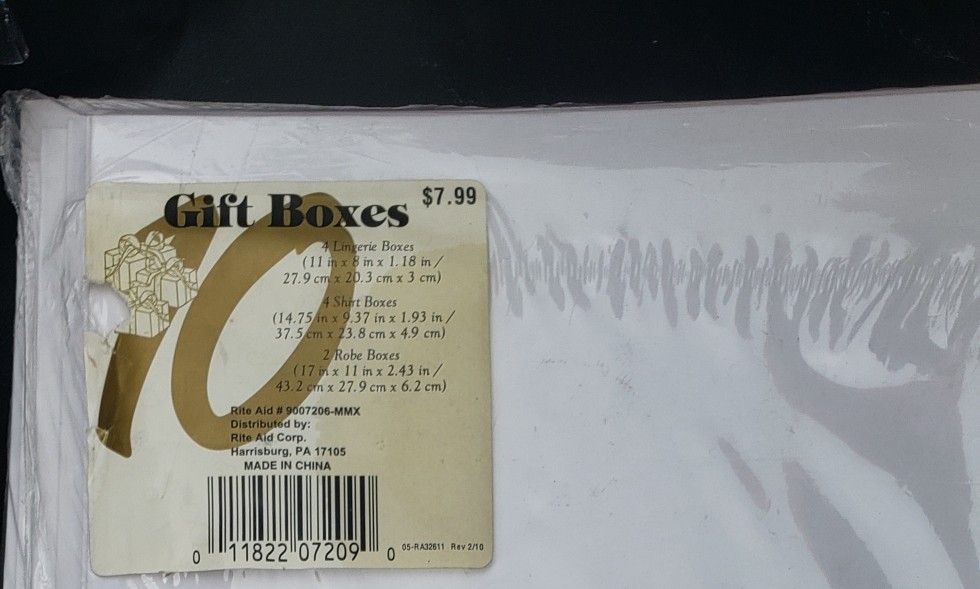 10
Gift Boxes $7.99
4 Lingerie Boxes
(11 in x 8 in x 1.18 in /
27.9 cm x 20.3 cm x 3 cm)
4 Shirt Boxes
(14.75 in x 9.37 in x 1.93 in /
37.5 cm x 23.8 cm x 4.9 cm)
2 Robe Boxes
(17 in x 11 in x 2.43 in /
43.2 cm x 27.9 cm x 6.2 cm)
Rite Aid # 9007206-MMX
Distributed by:
Rite Aid Corp.
Harrisburg, PA 17105
MADE IN CHINA
0 11822 07209 0
05-RA32611 Rev 2/10